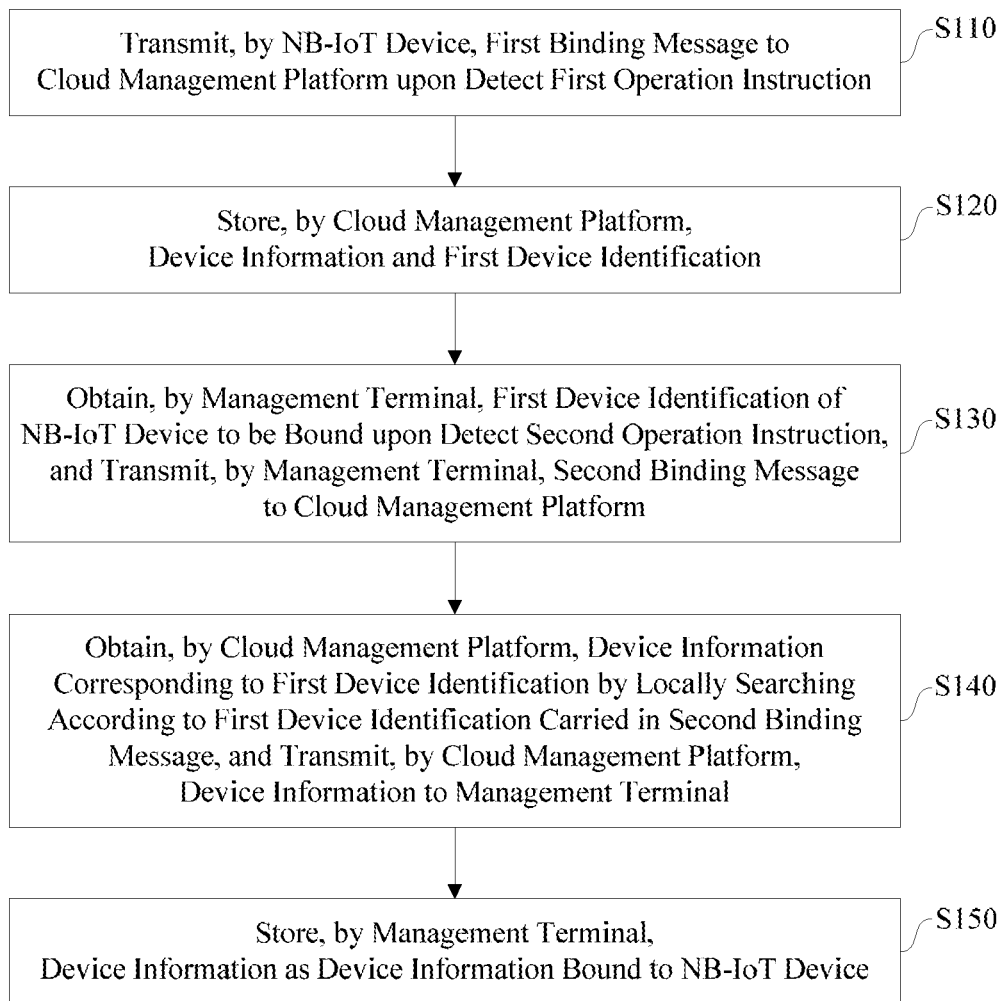 Transmit, by NB-IoT Device, First Binding Message to
Cloud Management Platform upon Detect First Operation Instruction
S110
Store, by Cloud Management Platform,
Device Information and First Device Identification
S120
Obtain, by Management Terminal, First Device Identification of
NB-IoT Device to be Bound upon Detect Second Operation Instruction,
and Transmit, by Management Terminal, Second Binding Message
to Cloud Management Platform
S130
Obtain, by Cloud Management Platform, Device Information
Corresponding to First Device Identification by Locally Searching
According to First Device Identification Carried in Second Binding
Message, and Transmit, by Cloud Management Platform,
Device Information to Management Terminal
S140
Store, by Management Terminal,
Device Information as Device Information Bound to NB-IoT Device
S150